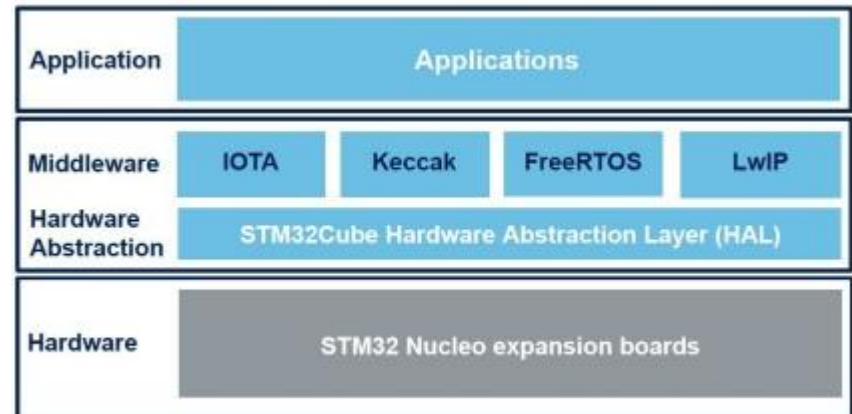 Application
Applications
Middleware
IOTA
Keccak
FreeRTOS
LwIP
Hardware
Abstraction
STM32Cube Hardware Abstraction Layer (HAL)
Hardware
STM32 Nucleo expansion boards